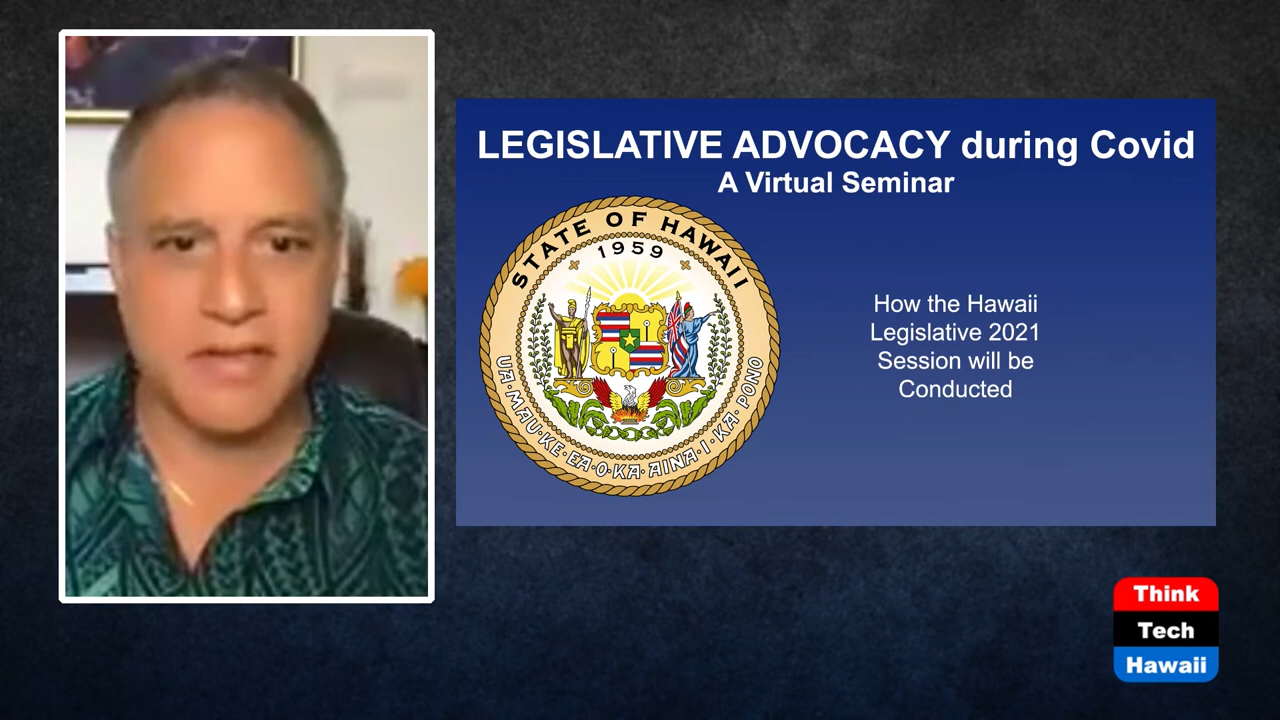 LEGISLATIVE ADVOCACY during Covid
A Virtual Seminar
STATE OF HAWAII
1959
UA·MAU·KE·EA·O·KA·AINA·I·KA·PONO
How the Hawaii
Legislative 2021
Session will be
Conducted
Think
Tech
Hawaii